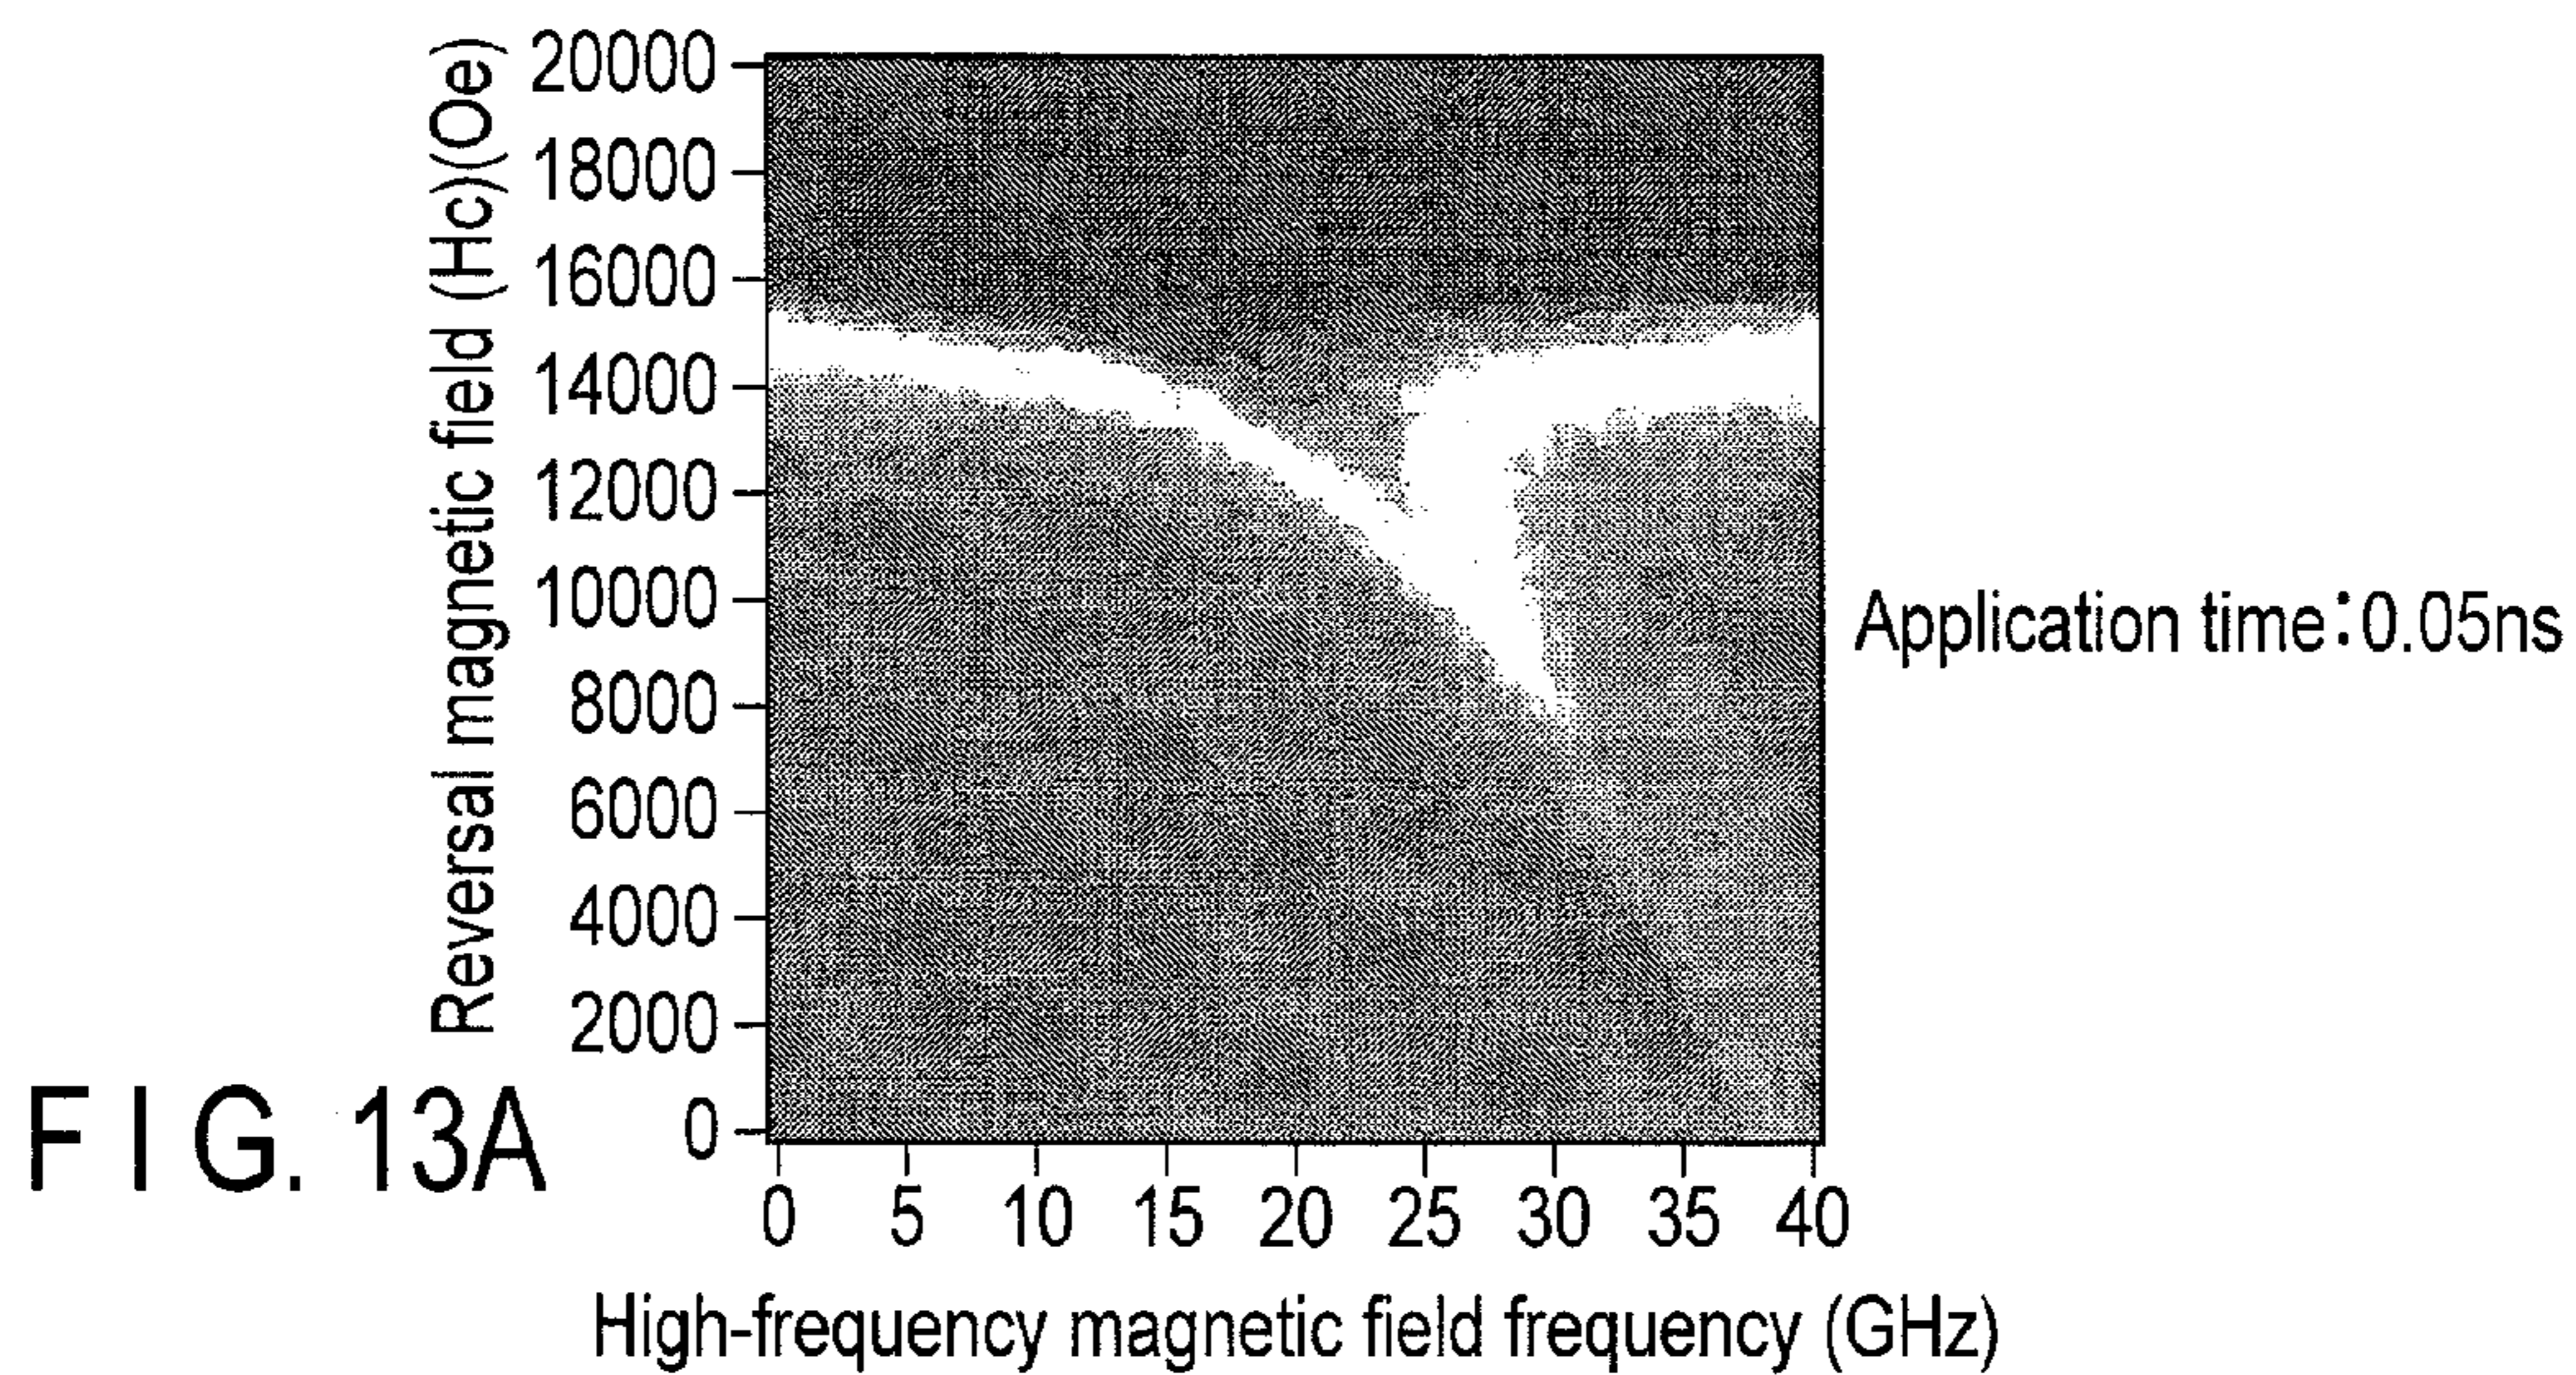 Reversal magnetic field (Hc)(Oe)
20000
18000
16000
14000
12000
10000
8000
6000
4000
2000
0
0 5 10 15 20 25 30 35 40
High-frequency magnetic field frequency (GHz)
Application time:0.05ns
FIG. 13A